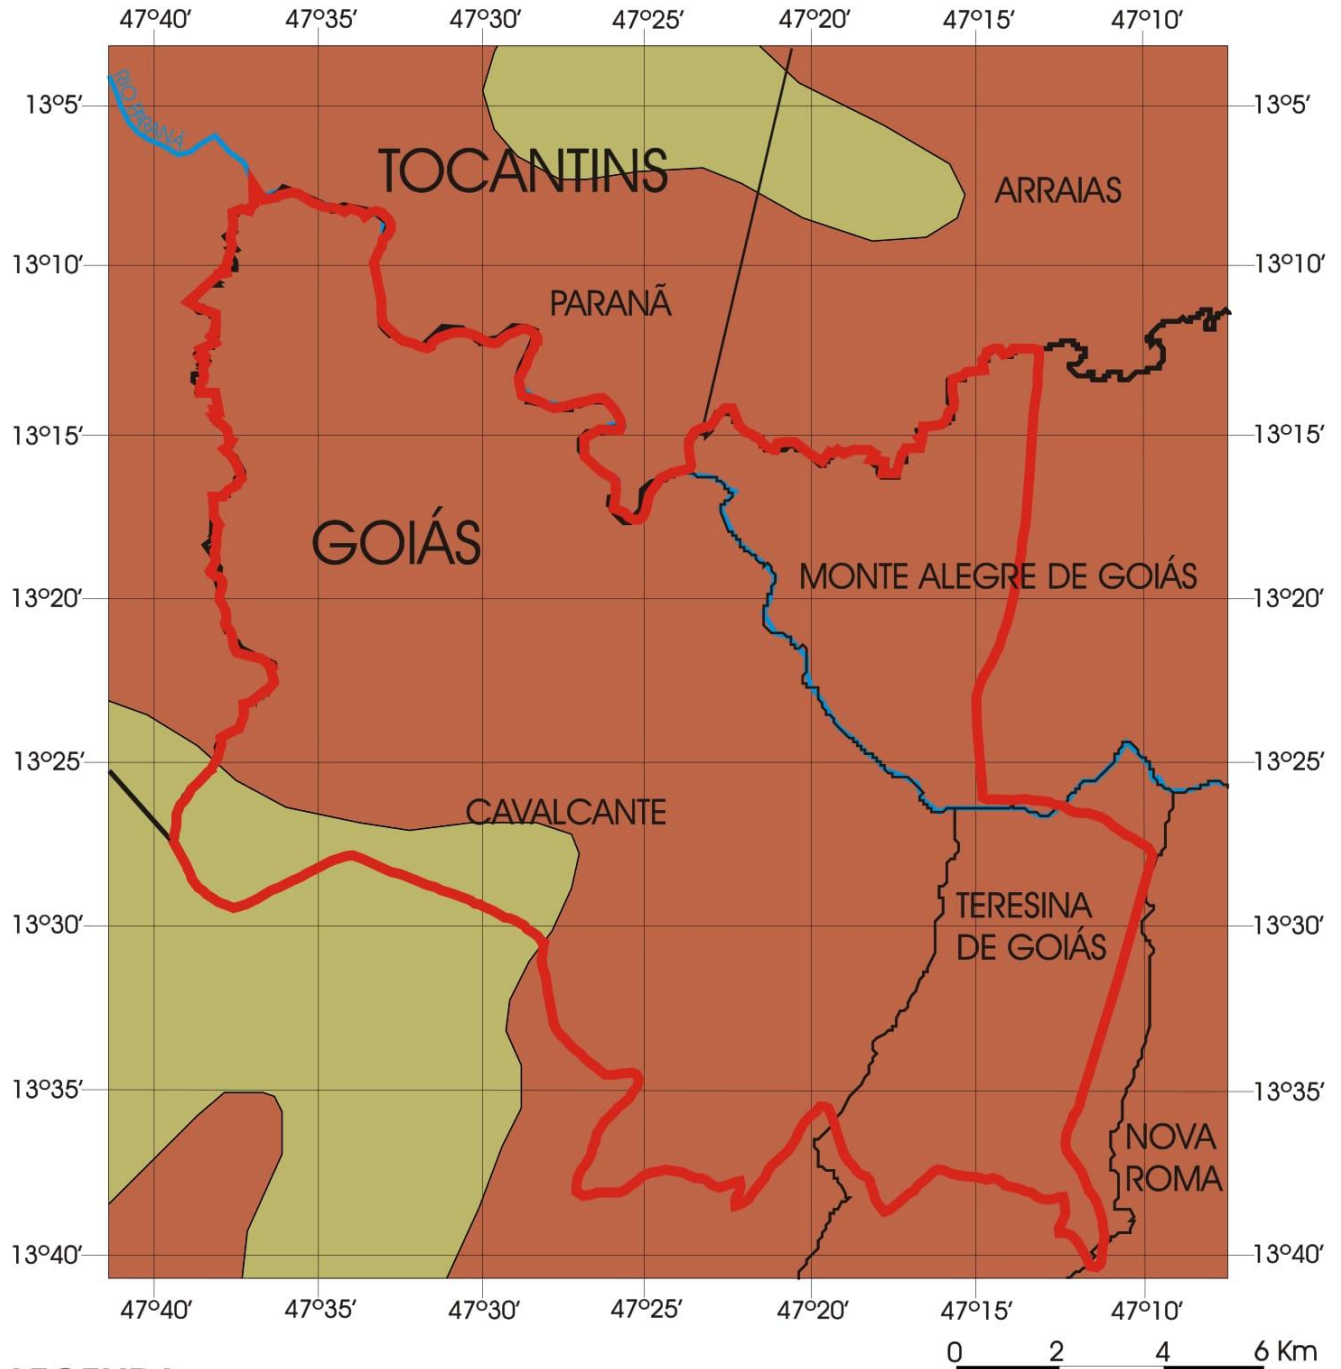 47°40' 47°35' 47°30' 47°25' 47°20' 47°15' 47°10'
13°5' 13°5'
RIO PARANÃ
TOCANTINS
ARRAIAS
13°10' 13°10'
PARANÃ
13°15' 13°15'
GOIÁS
MONTE ALEGRE DE GOIÁS
13°20' 13°20'
13°25' 13°25'
CAVALCANTE
TERESINA
DE GOIÁS
13°30' 13°30'
13°35' 13°35'
NOVA
ROMA
13°40' 13°40'
47°40' 47°35' 47°30' 47°25' 47°20' 47°15' 47°10'
0 2 4 6 Km